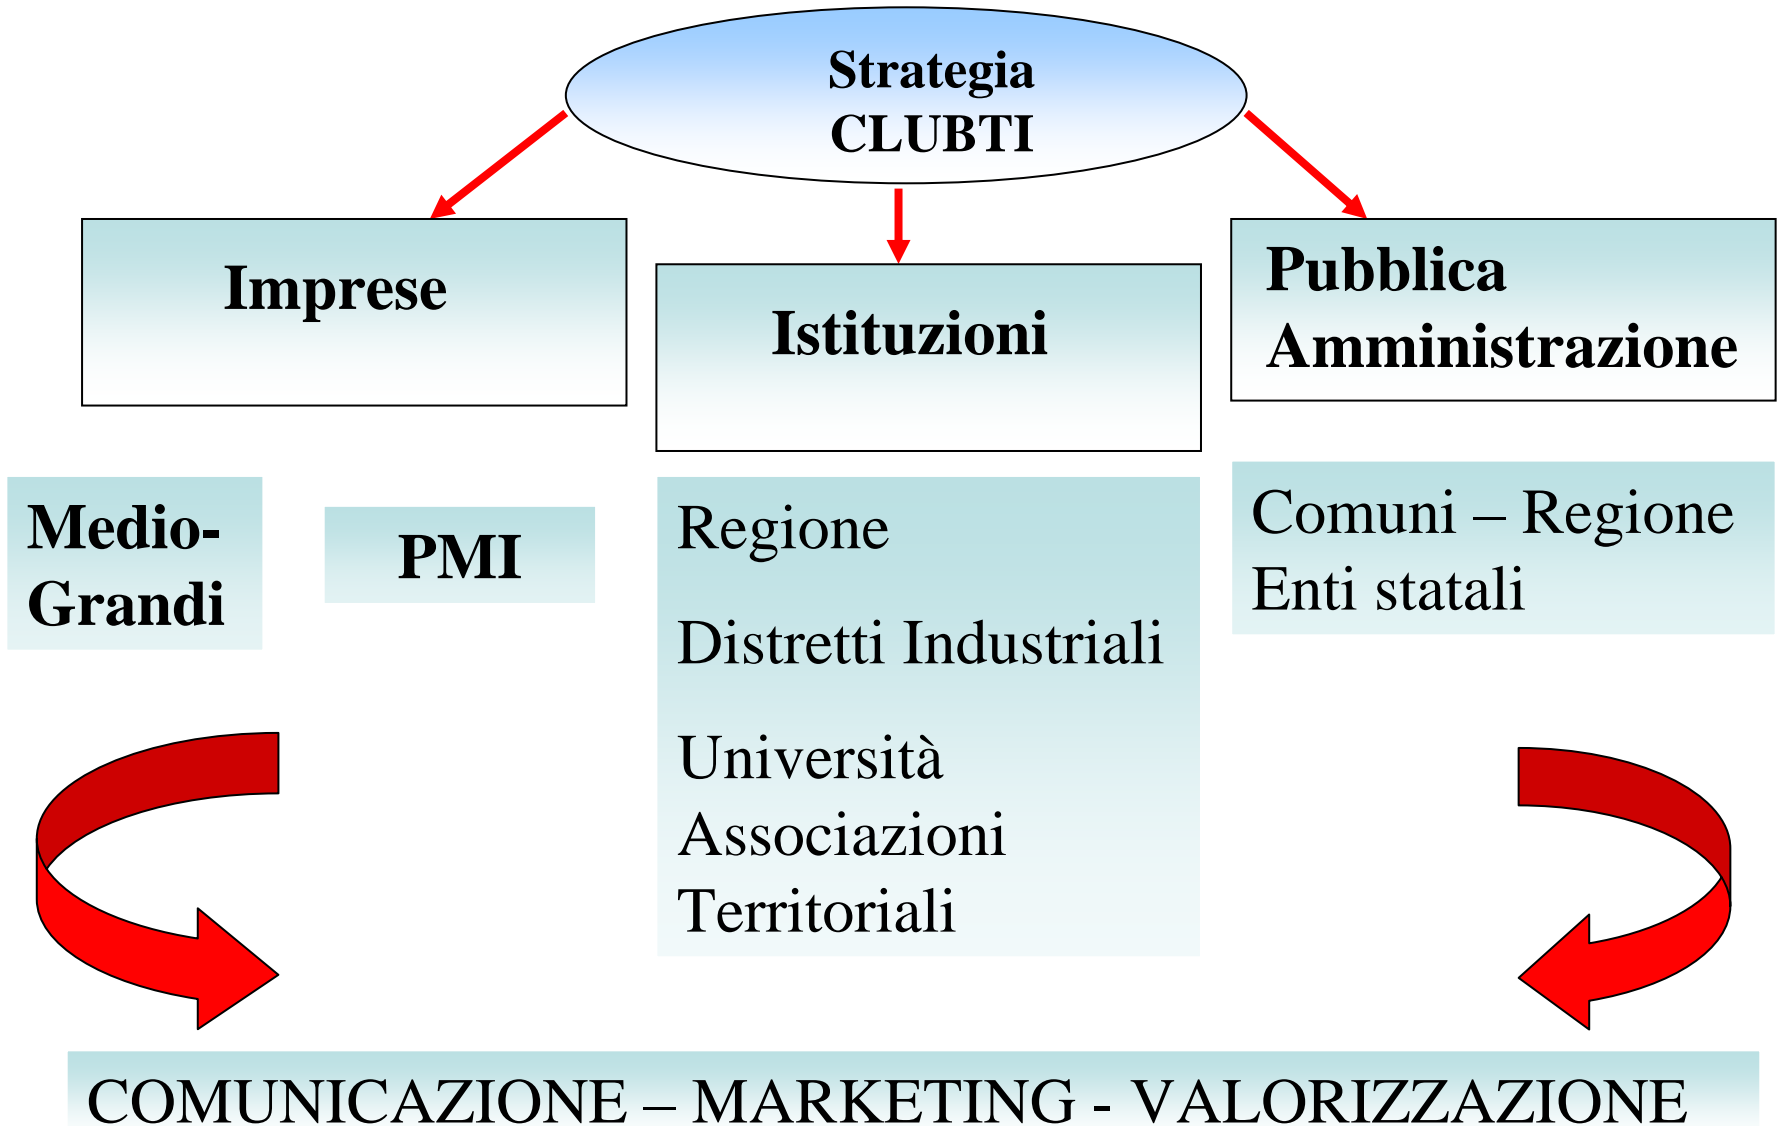 Strategia
CLUBTI
Imprese
Istituzioni
Pubblica
Amministrazione
Medio-
Grandi
PMI
Regione
Distretti Industriali
Università
Associazioni
Territoriali
Comuni – Regione
Enti statali
COMUNICAZIONE – MARKETING - VALORIZZAZIONE